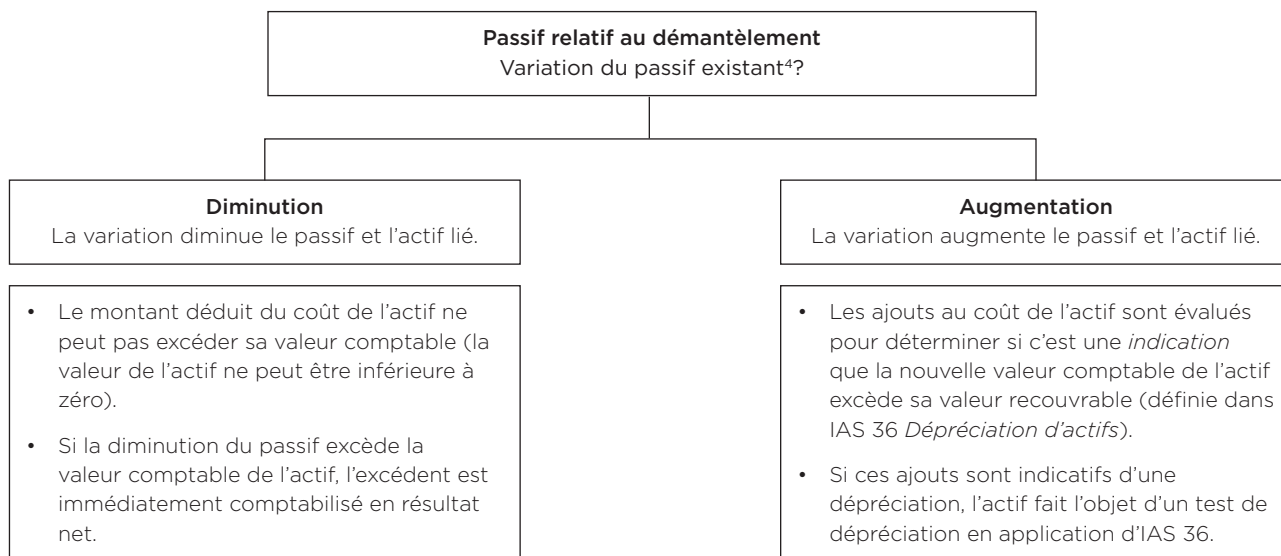 Passif relatif au démantèlement
Variation du passif existant⁴?
Diminution
La variation diminue le passif et l’actif lié.
• Le montant déduit du coût de l’actif ne
peut pas excéder sa valeur comptable (la
valeur de l’actif ne peut être inférieure à
zéro).
• Si la diminution du passif excède la
valeur comptable de l’actif, l’excédent est
immédiatement comptabilisé en résultat
net.
Augmentation
La variation augmente le passif et l’actif lié.
• Les ajouts au coût de l’actif sont évalués
pour déterminer si c’est une indication
que la nouvelle valeur comptable de l’actif
excède sa valeur recouvrable (définie dans
IAS 36 Dépréciation d’actifs).
• Si ces ajouts sont indicatifs d’une
dépréciation, l’actif fait l’objet d’un test de
dépréciation en application d’IAS 36.